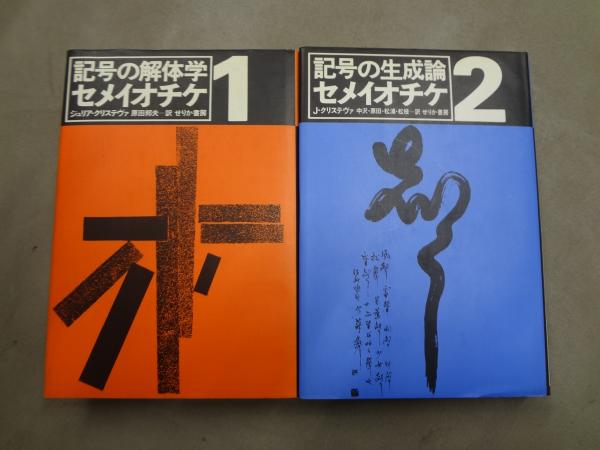 記号の解体学
セメイオチケ
1
ジュリア・クリステヴァ 原田邦夫─訳 せりか書房
記号の生成論
セメイオチケ
2
J・クリステヴァ 中沢・原田・松浦・松枝─訳 せりか書房